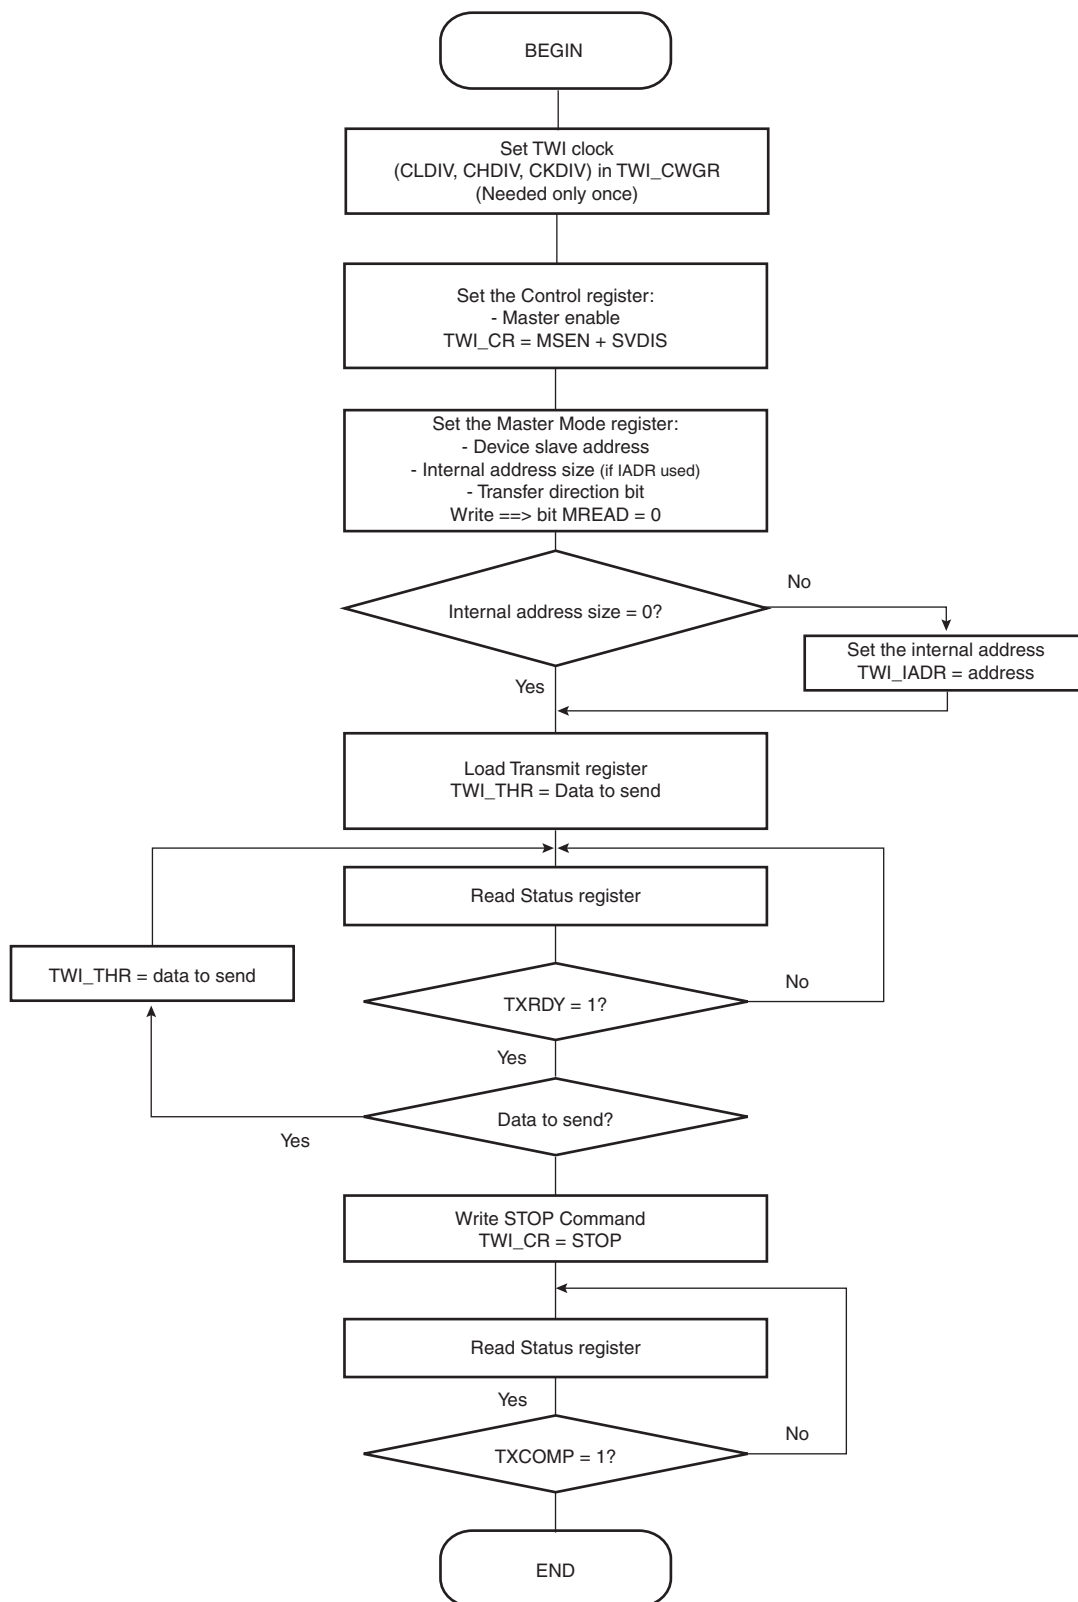 BEGIN
Set TWI clock
(CLDIV, CHDIV, CKDIV) in TWI_CWGR
(Needed only once)
Set the Control register:
- Master enable
TWI_CR = MSEN + SVDIS
Set the Master Mode register:
- Device slave address
- Internal address size (if IADR used)
- Transfer direction bit
Write ==> bit MREAD = 0
No
Internal address size = 0?
Set the internal address
TWI_IADR = address
Yes
Load Transmit register
TWI_THR = Data to send
Read Status register
TWI_THR = data to send
TXRDY = 1?
No
Yes
Data to send?
Yes
Write STOP Command
TWI_CR = STOP
Read Status register
Yes
No
TXCOMP = 1?
END